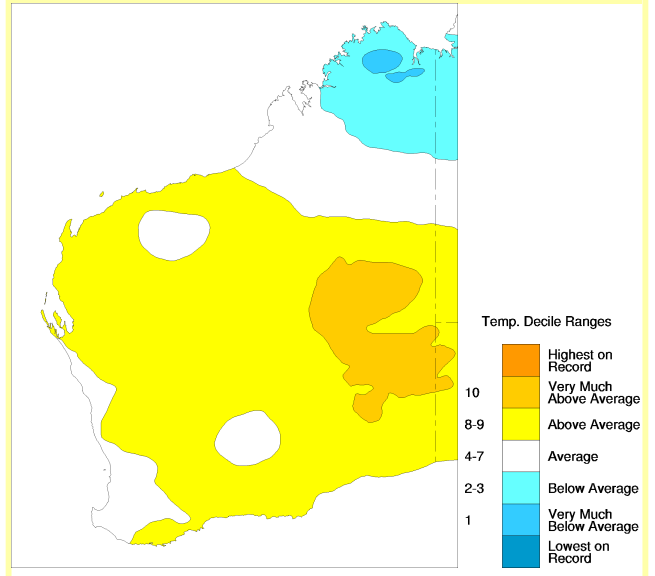 Temp. Decile Ranges
Highest on
Record
10
Very Much
Above Average
8-9
Above Average
4-7
Average
2-3
Below Average
1
Very Much
Below Average
Lowest on
Record